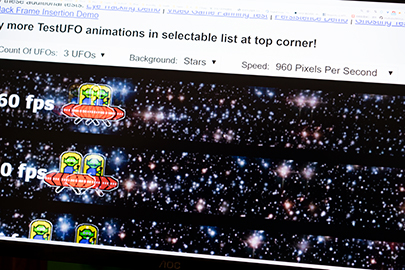 these additional tests: Eye Tracking Demo | Video Game Panning Test | Persistence Demo | Ghosting Test
Black Frame Insertion Demo
y more TestUFO animations in selectable list at top corner!
Count Of UFOs: 3 UFOs ▼ Background: Stars ▼ Speed: 960 Pixels Per Second ▼
60 fps
0 fps